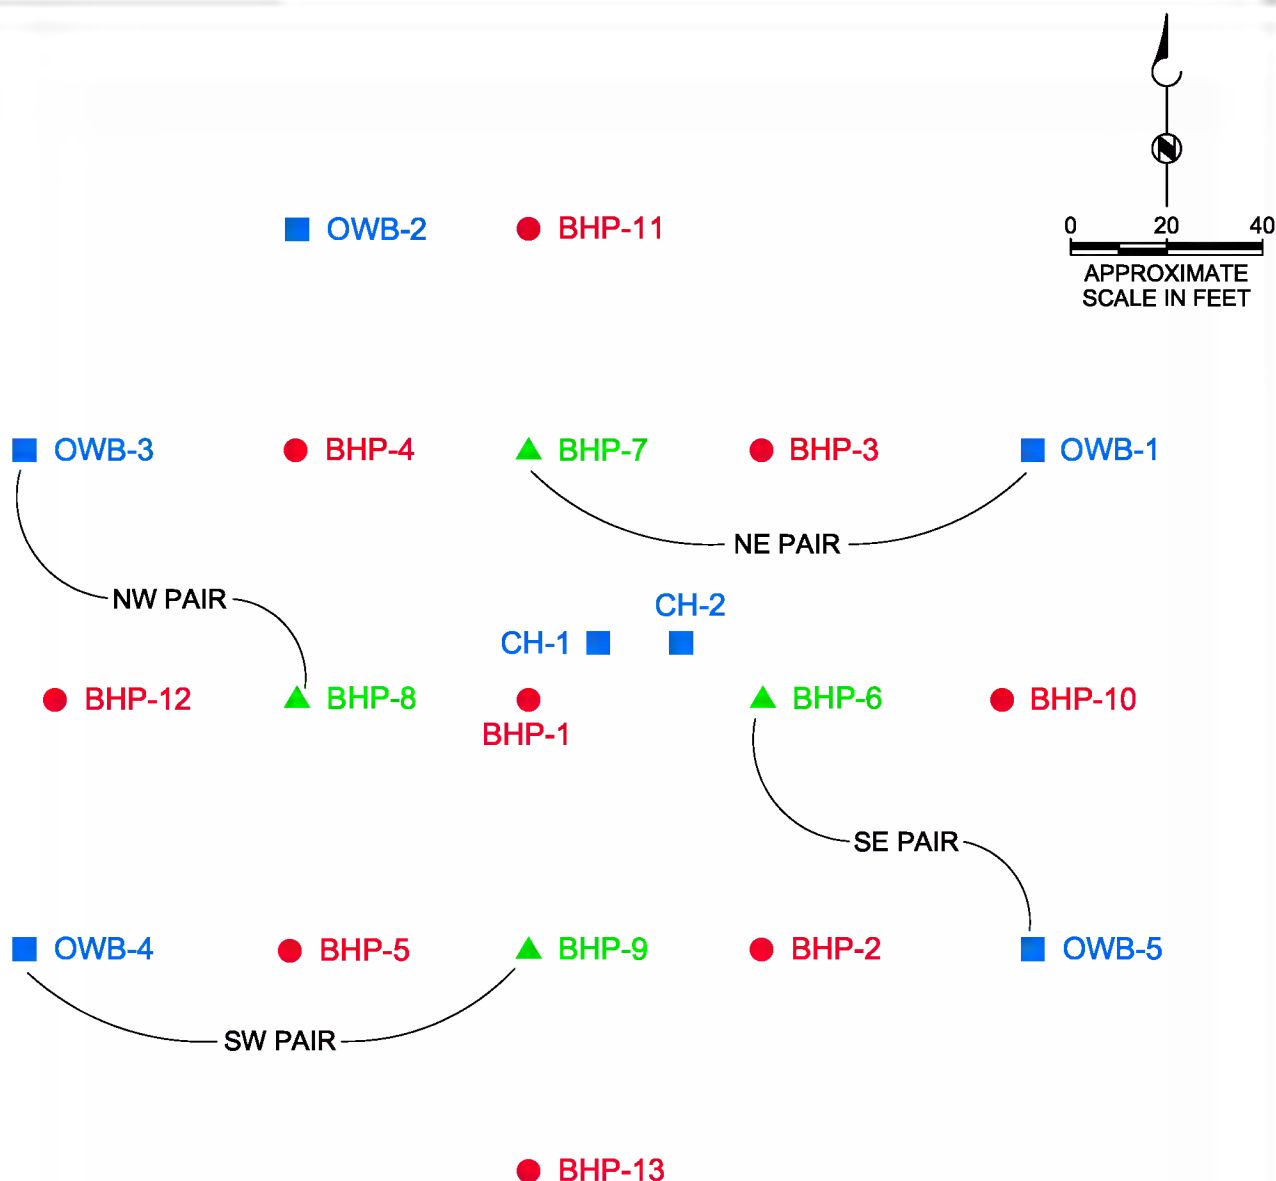 N
0 20 40
APPROXIMATE
SCALE IN FEET
OWB-2 BHP-11
OWB-3 BHP-4 BHP-7 BHP-3 OWB-1
NE PAIR
NW PAIR
CH-2
CH-1
BHP-12 BHP-8 BHP-6 BHP-10
BHP-1
SE PAIR
OWB-4 BHP-5 BHP-9 BHP-2 OWB-5
SW PAIR
BHP-13